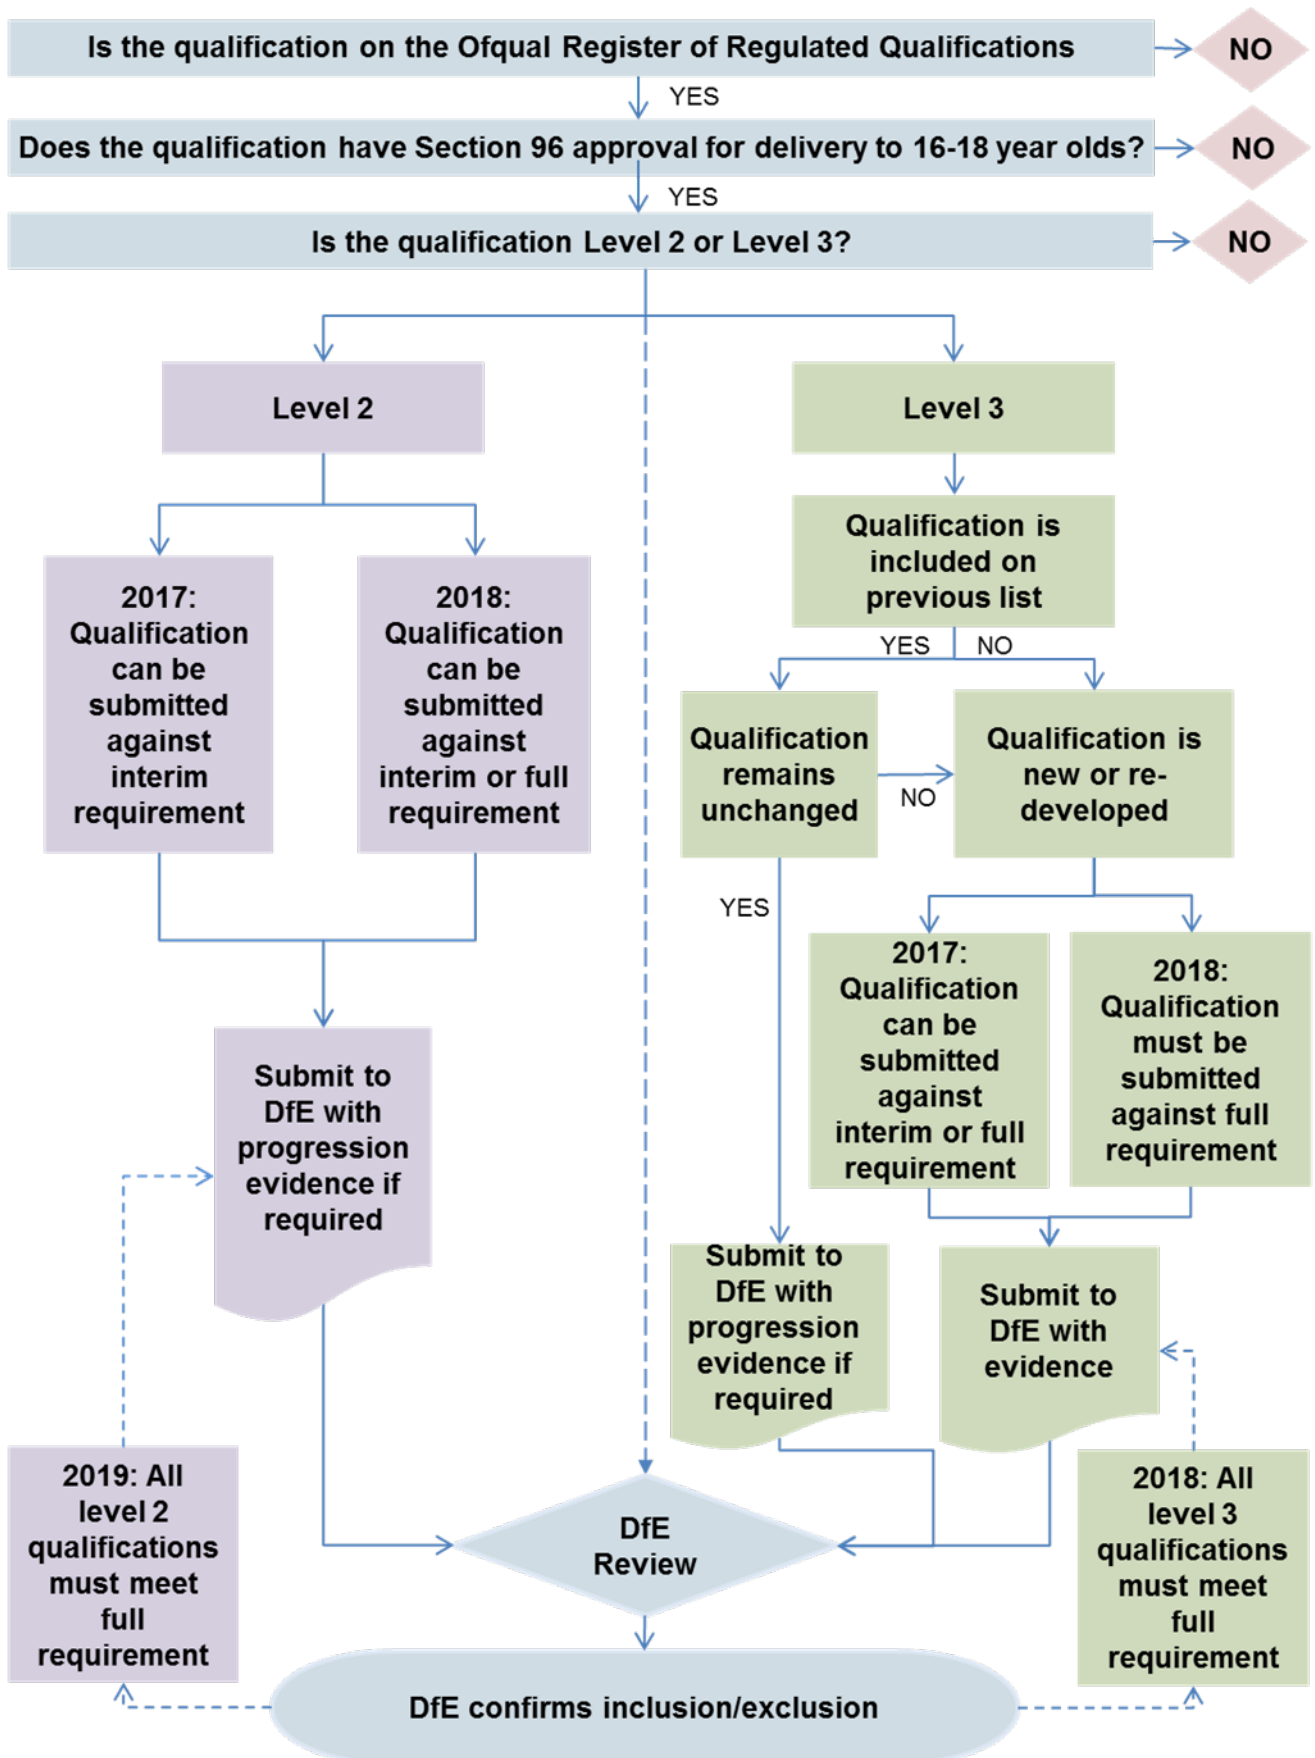 Is the qualification on the Ofqual Register of Regulated Qualifications
NO
YES
Does the qualification have Section 96 approval for delivery to 16-18 year olds?
NO
YES
Is the qualification Level 2 or Level 3?
NO
Level 2
Level 3
Qualification is
included on
previous list
YES
NO
2017:
Qualification
can be
submitted
against
interim
requirement
2018:
Qualification
can be
submitted
against
interim or full
requirement
Qualification
remains
unchanged
NO
Qualification is
new or re-
developed
YES
2017:
Qualification
can be
submitted
against
interim or full
requirement
2018:
Qualification
must be
submitted
against full
requirement
Submit to
DfE with
progression
evidence if
required
Submit to
DfE with
progression
evidence if
required
Submit to
DfE with
evidence
2019: All
level 2
qualifications
must meet
full
requirement
DfE
Review
2018: All
level 3
qualifications
must meet
full
requirement
DfE confirms inclusion/exclusion